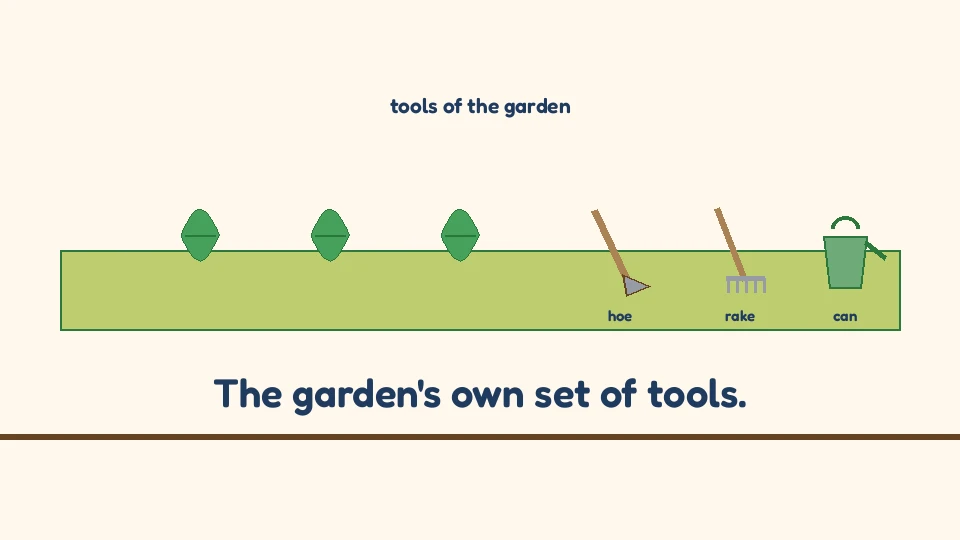 tools of the garden
hoe
rake
can
The garden's own set of tools.